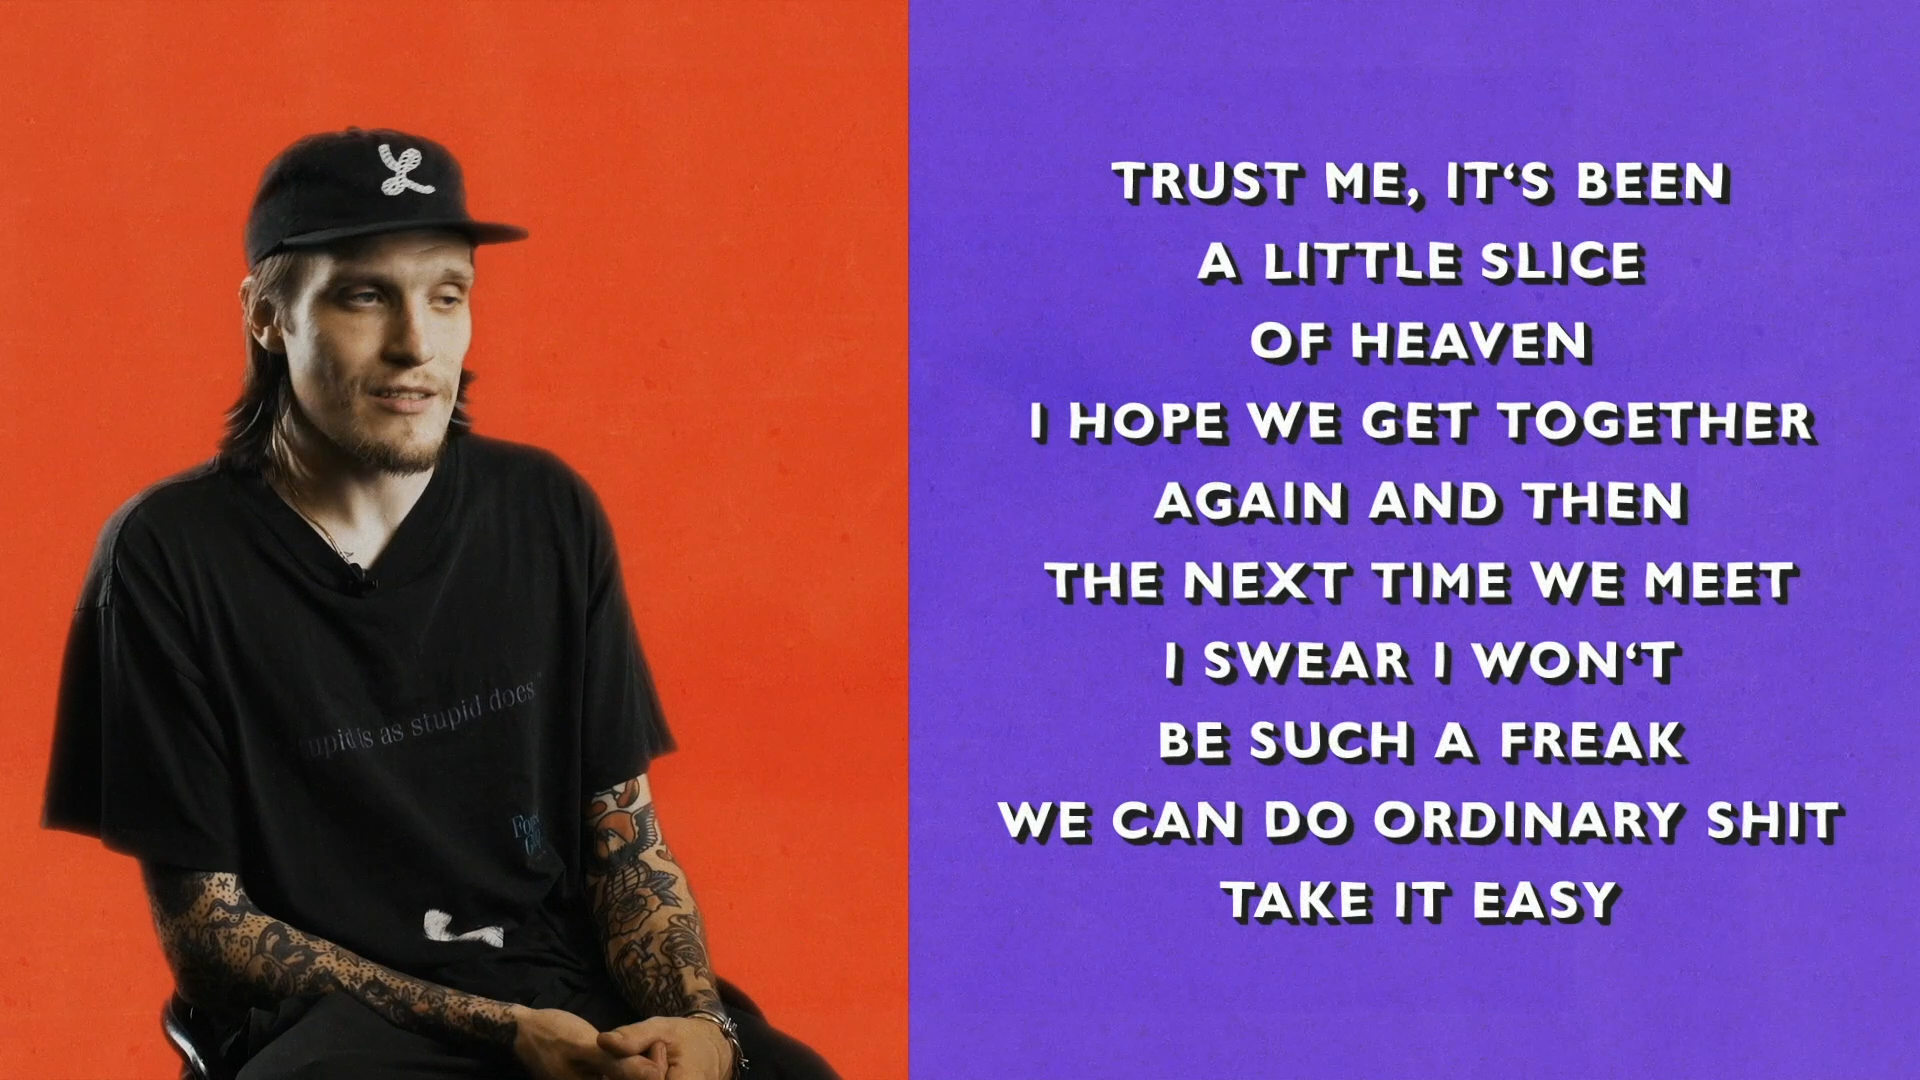 TRUST ME, IT‘S BEEN
A LITTLE SLICE
OF HEAVEN
I HOPE WE GET TOGETHER
AGAIN AND THEN
THE NEXT TIME WE MEET
I SWEAR I WON‘T
BE SUCH A FREAK
WE CAN DO ORDINARY SHIT
TAKE IT EASY
is as stupid does